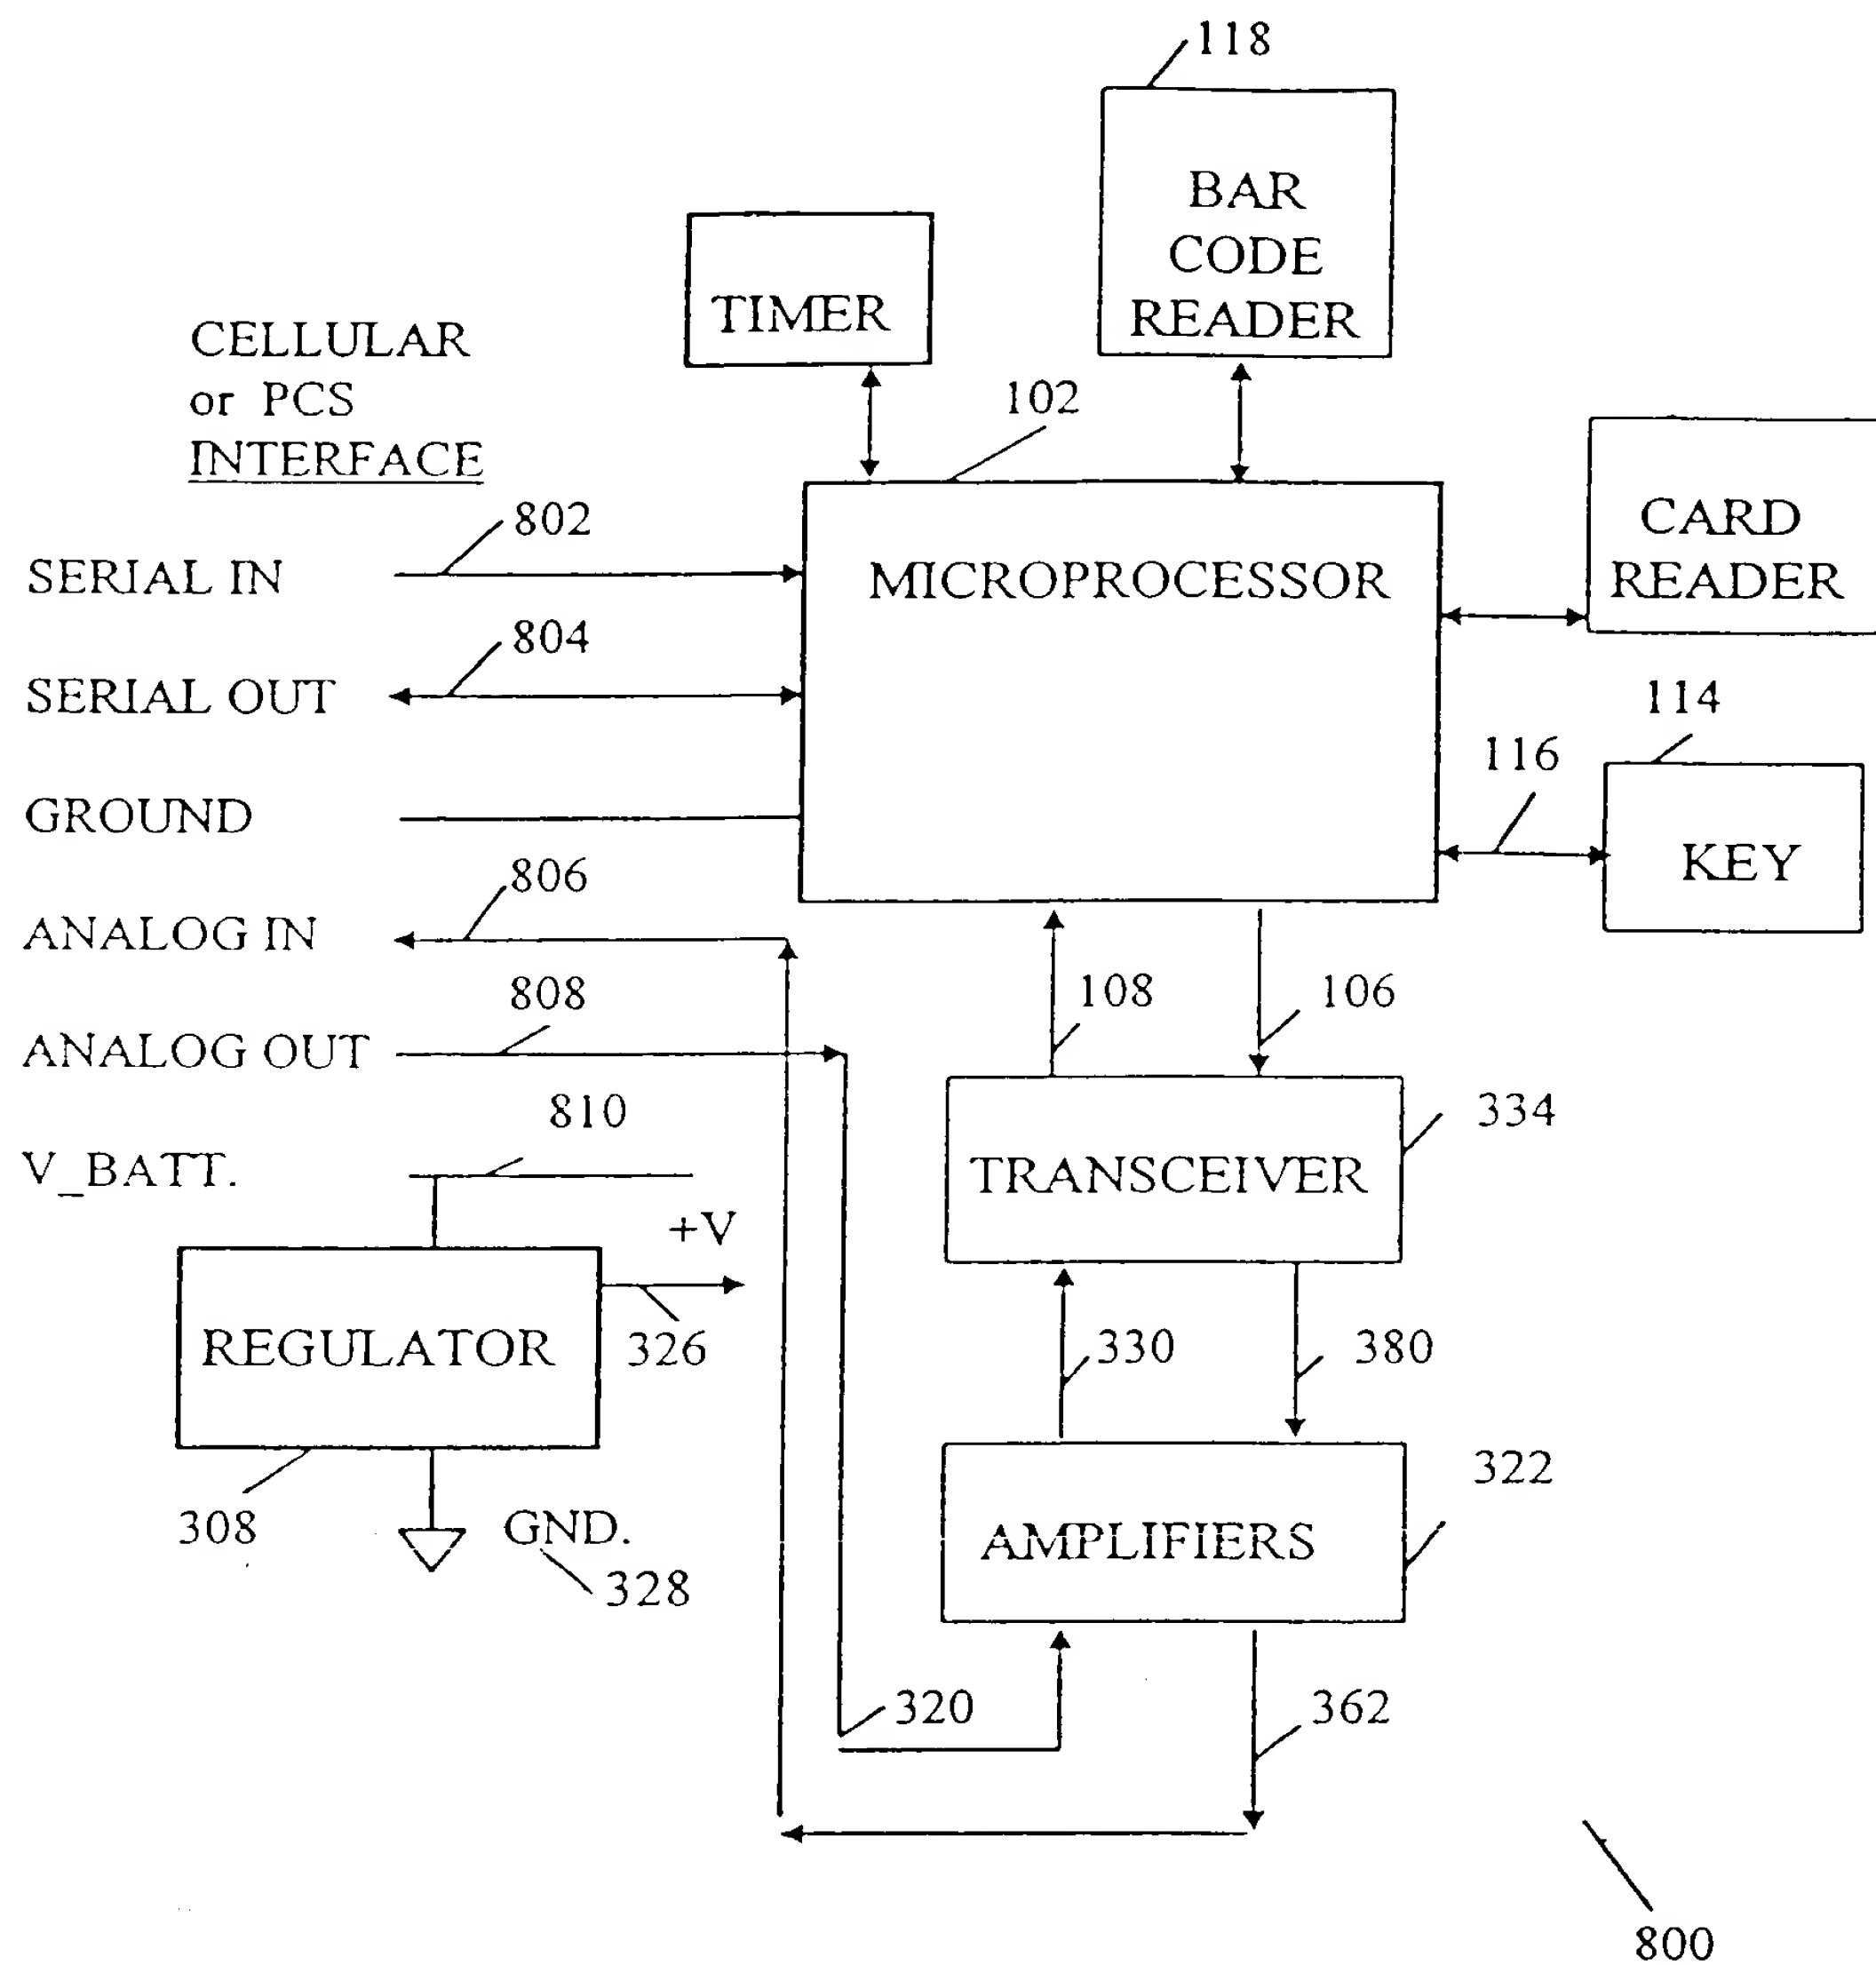 118
BAR
CODE
READER
TIMER
CELLULAR
or PCS
INTERFACE
102
802
SERIAL IN
MICROPROCESSOR
CARD
READER
804
SERIAL OUT
114
116
GROUND
KEY
806
ANALOG IN
108
106
808
ANALOG OUT
810
334
V_BATT.
TRANSCEIVER
+V
REGULATOR
326
330
380
322
308
GND.
328
AMPLIFIERS
320
362
800